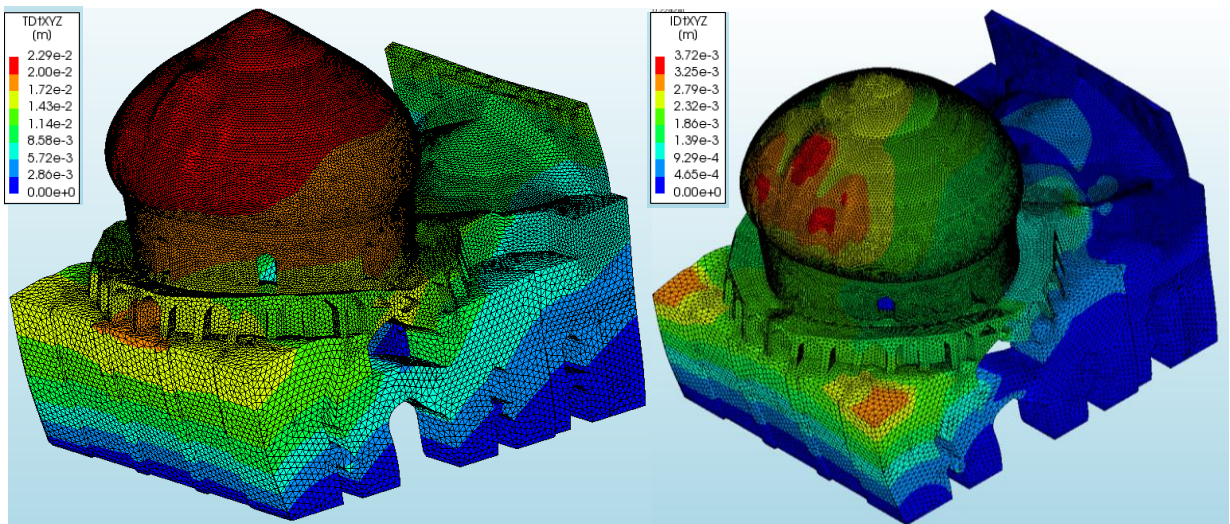 TDtXYZ
(m)
2.29e-2
2.00e-2
1.72e-2
1.43e-2
1.14e-2
8.58e-3
5.72e-3
2.86e-3
0.00e+0
IDtXYZ
(m)
3.72e-3
3.25e-3
2.79e-3
2.32e-3
1.86e-3
1.39e-3
9.29e-4
4.65e-4
0.00e+0